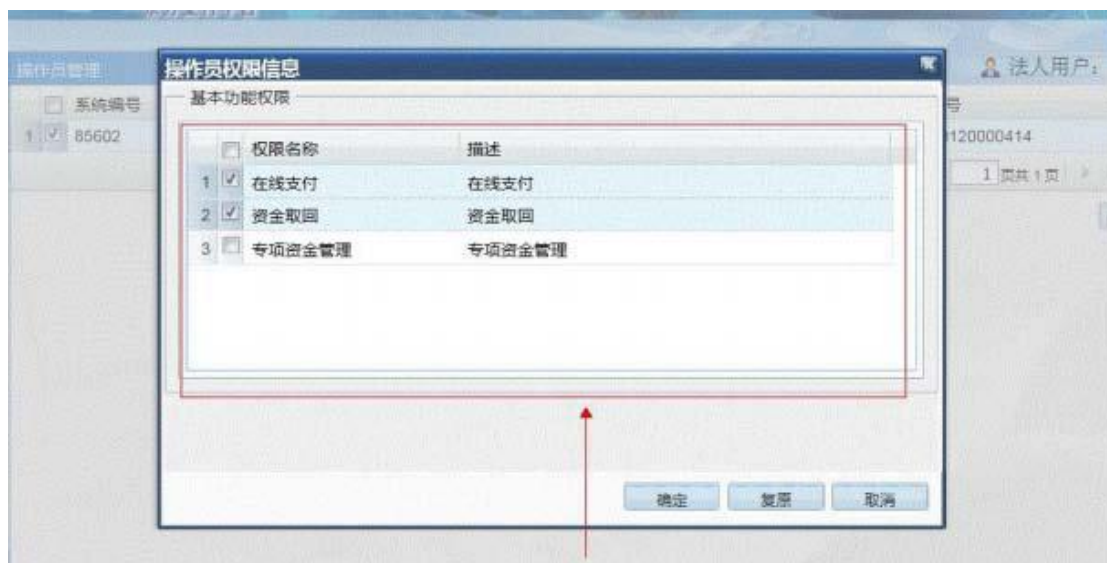 操作员管理
操作员权限信息
法人用户：
系统编号
基本功能权限
号
1 85602
120000414
权限名称 描述
1 页共 1 页
1 在线支付 在线支付
2 资金取回 资金取回
3 专项资金管理 专项资金管理
确定 复原 取消